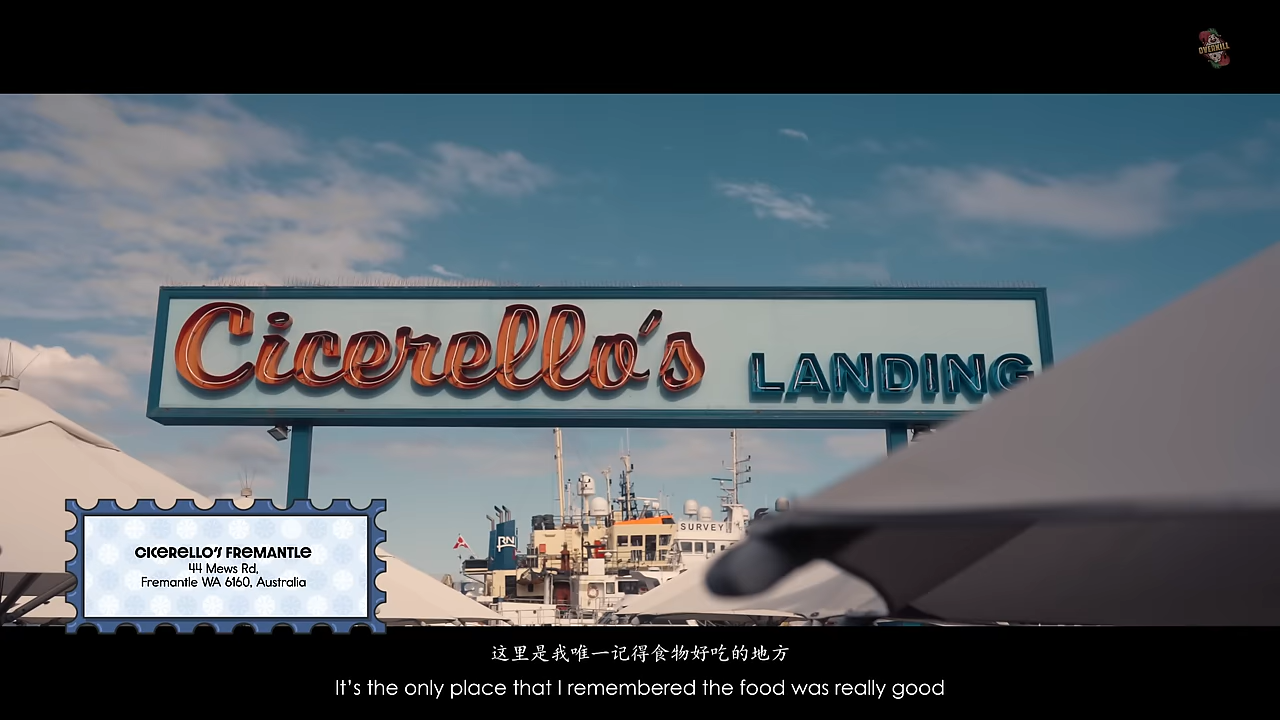 OVERKILL
Cicerello's LANDING
RN
SURVEY
CICERELLO'S FREMANTLE
44 Mews Rd,
Fremantle WA 6160, Australia
这里是我唯一记得食物好吃的地方
It's the only place that I remembered the food was really good